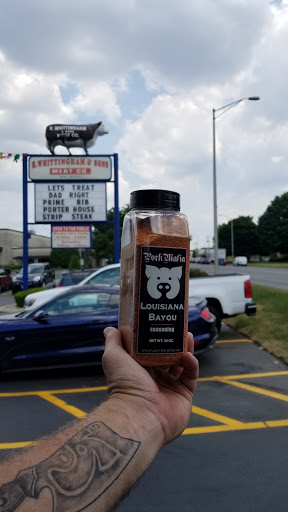 R. WHITTINGHAM
MEAT CO.
R. WHITTINGHAM & SONS
MEAT CO.
LETS TREAT
DAD RIGHT
PRIME RIB
PORTER HOUSE
STRIP STEAK
Pork Mafia
LOUISIANA
BAYOU
seasoning